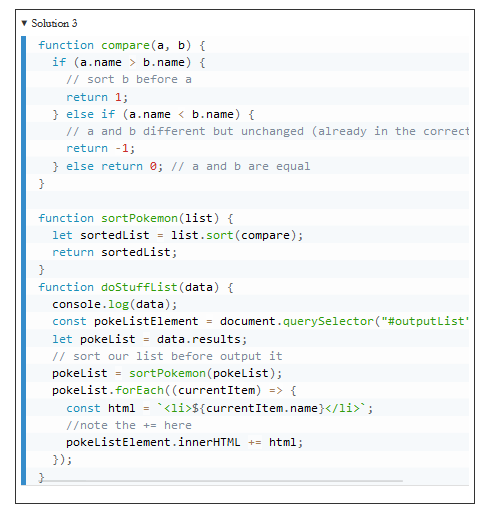 ▼ Solution 3
function compare(a, b) {
  if (a.name > b.name) {
    // sort b before a
    return 1;
  } else if (a.name < b.name) {
    // a and b different but unchanged (already in the correct
    return -1;
  } else return 0; // a and b are equal
}

function sortPokemon(list) {
  let sortedList = list.sort(compare);
  return sortedList;
}
function doStuffList(data) {
  console.log(data);
  const pokeListElement = document.querySelector("#outputList"
  let pokeList = data.results;
  // sort our list before output it
  pokeList = sortPokemon(pokeList);
  pokeList.forEach((currentItem) => {
    const html = `<li>${currentItem.name}</li>`;
    //note the += here
    pokeListElement.innerHTML += html;
  });
}